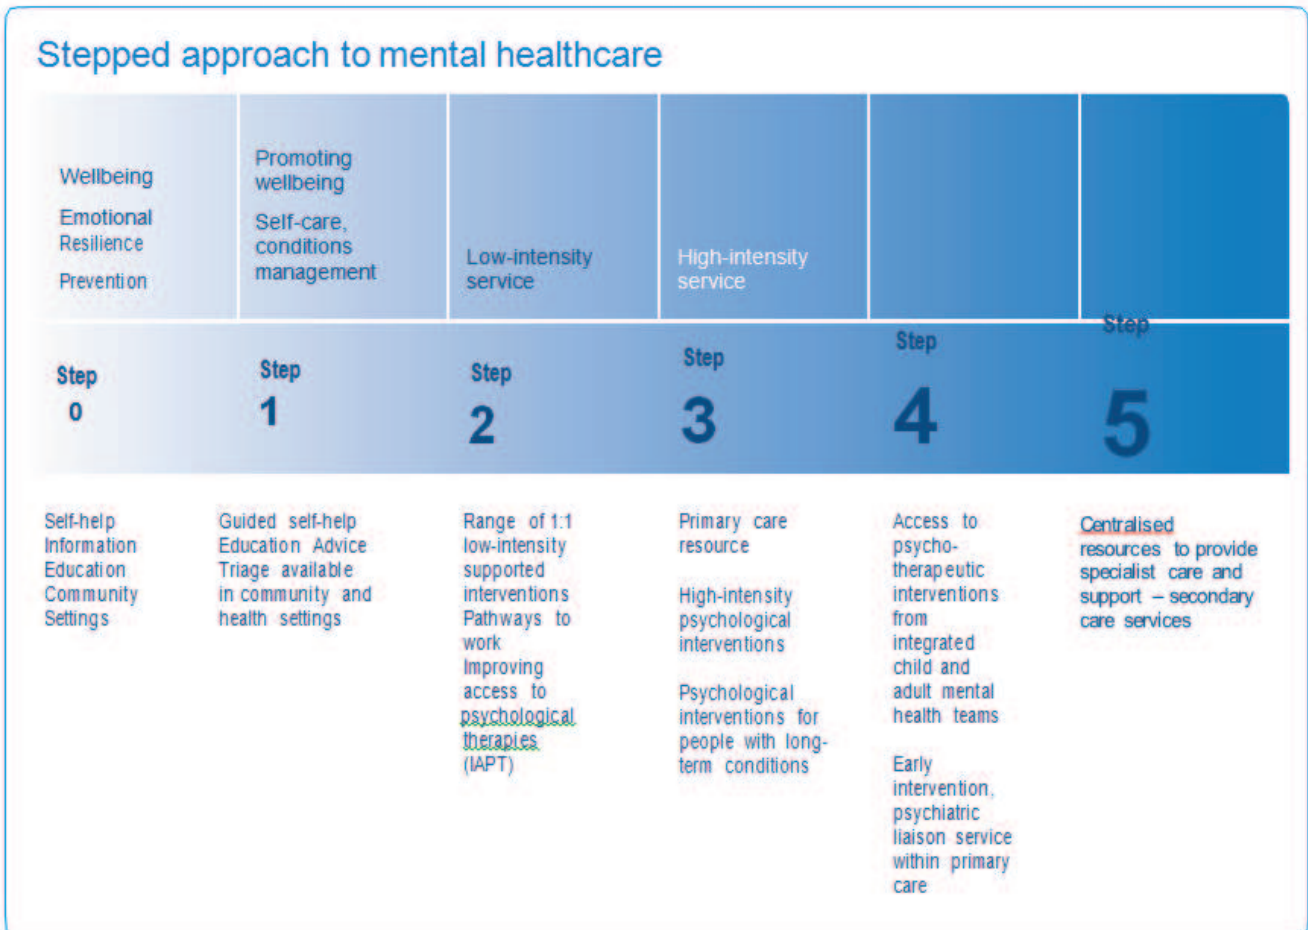 Stepped approach to mental healthcare
Wellbeing
Emotional
Resilience
Prevention
Promoting
wellbeing
Self-care,
conditions
management
Low-intensity
service
High-intensity
service
Step
0
Step
1
Step
2
Step
3
Step
4
Step
5
Self-help
Information
Education
Community
Settings
Guided self-help
Education Advice
Triage available
in community and
health settings
Range of 1:1
low-intensity
supported
interventions
Pathways to
work
Improving
access to
psychological
therapies
(IAPT)
Primary care
resource
High-intensity
psychological
interventions
Psychological
interventions for
people with long-
term conditions
Access to
psycho-
therapeutic
interventions
from
integrated
child and
adult mental
health teams
Early
intervention,
psychiatric
liaison service
within primary
care
Centralised
resources to provide
specialist care and
support – secondary
care services